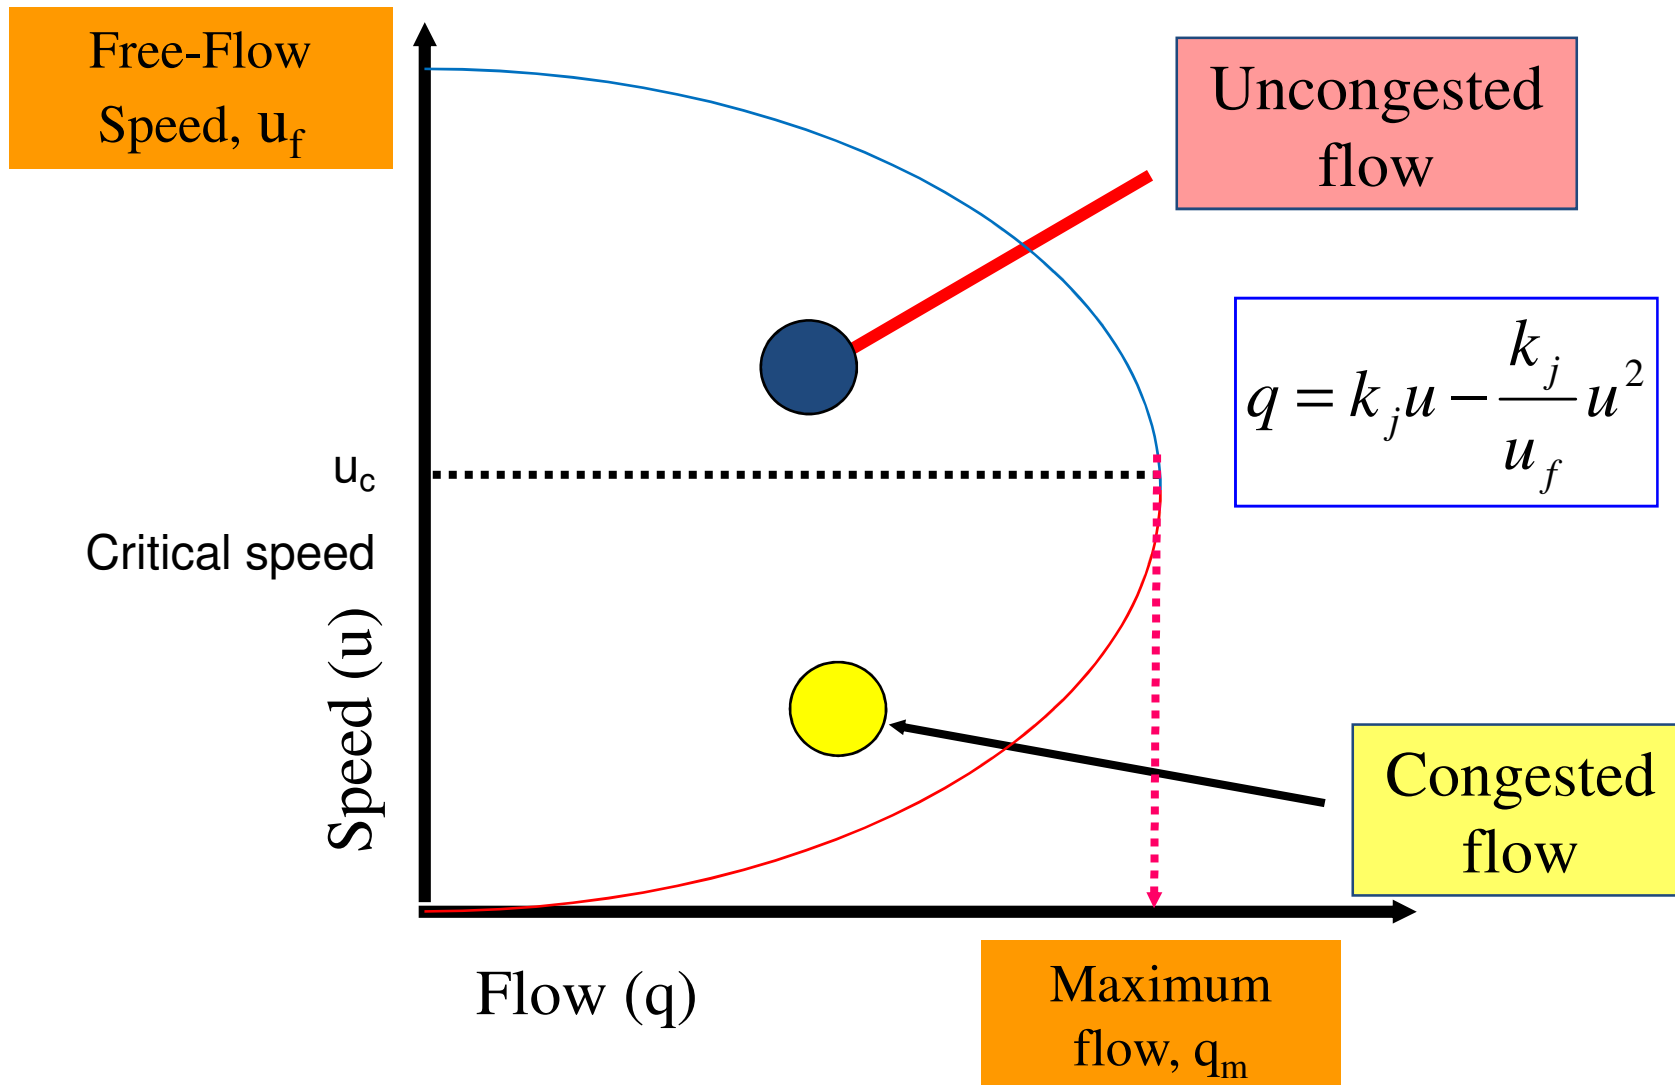 Free-Flow
Speed, u_f
Uncongested
flow
q = k_j u - \frac{k_j}{u_f} u^2
u_c
Critical speed
Speed (u)
Congested
flow
Flow (q)
Maximum
flow, q_m